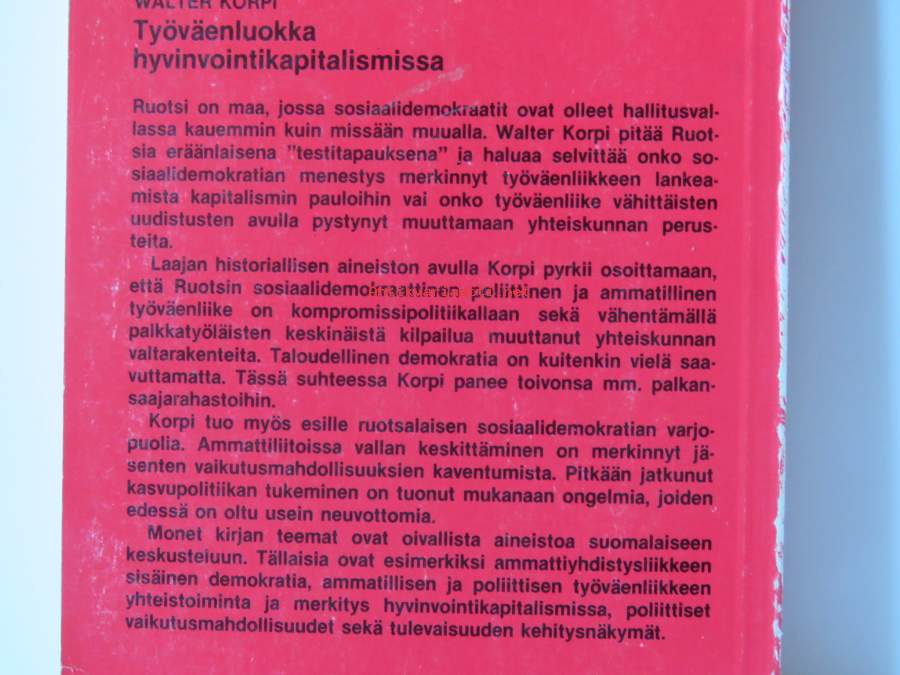 WALTER KORPI
Työväenluokka
hyvinvointikapitalismissa
Ruotsi on maa, jossa sosiaalidemokraatit ovat olleet hallitusval-
lassa kauemmin kuin missään muualla. Walter Korpi pitää Ruot-
sia eräänlaisena "testitapauksena" ja haluaa selvittää onko so-
siaalidemokratian menestys merkinnyt työväenliikkeen lankea-
mista kapitalismin pauloihin vai onko työväenliike vähittäisten
uudistusten avulla pystynyt muuttamaan yhteiskunnan perus-
teita.
Laajan historiallisen aineiston avulla Korpi pyrkii osoittamaan,
että Ruotsin sosiaalidemokraattinen poliittinen ja ammatillinen
työväenliike on kompromissipolitiikallaan sekä vähentämällä
palkkatyöläisten keskinäistä kilpailua muuttanut yhteiskunnan
valtarakenteita. Taloudellinen demokratia on kuitenkin vielä saa-
vuttamatta. Tässä suhteessa Korpi panee toivonsa mm. palkan-
saajarahastoihin.
Korpi tuo myös esille ruotsalaisen sosiaalidemokratian varjo-
puolia. Ammattiliitoissa vallan keskittäminen on merkinnyt jä-
senten vaikutusmahdollisuuksien kaventumista. Pitkään jatkunut
kasvupolitiikan tukeminen on tuonut mukanaan ongelmia, joiden
edessä on oltu usein neuvottomia.
Monet kirjan teemat ovat oivallista aineistoa suomalaiseen
keskusteluun. Tällaisia ovat esimerkiksi ammattiyhdistysliikkeen
sisäinen demokratia, ammatillisen ja poliittisen työväenliikkeen
yhteistoiminta ja merkitys hyvinvointikapitalismissa, poliittiset
vaikutusmahdollisuudet sekä tulevaisuuden kehitysnäkymät.